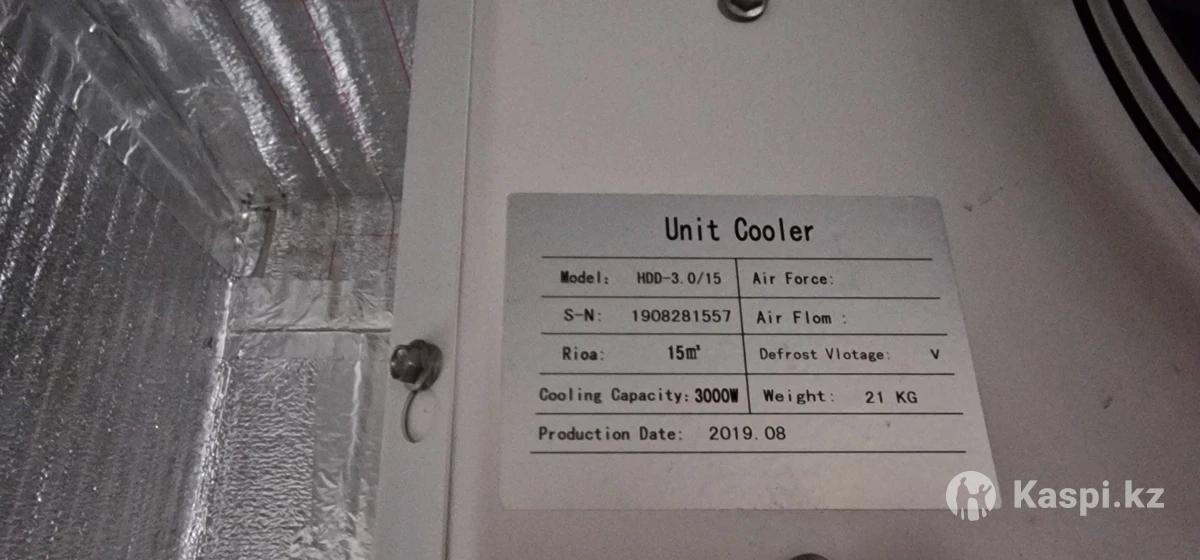 Unit Cooler
Model: HDD-3.0/15 Air Force:
S-N: 1908281557 Air Flom :
Rioa: 15m² Defrost Vlotage: V
Cooling Capacity: 3000W Weight: 21 KG
Production Date: 2019.08
Kaspi.kz